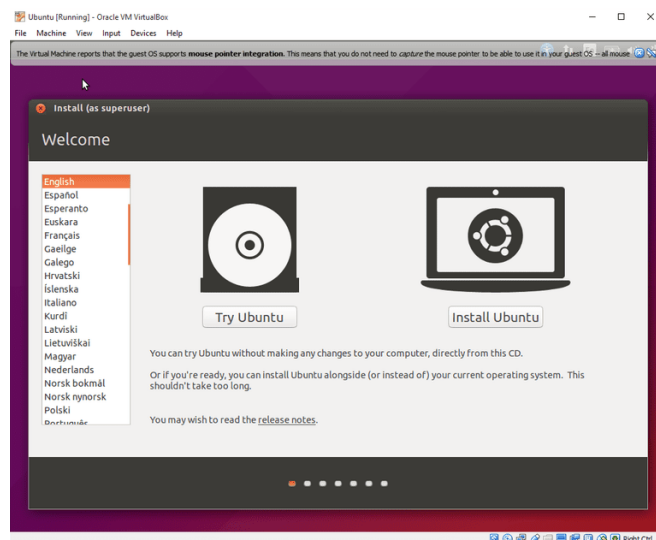 Ubuntu [Running] - Oracle VM VirtualBox
File Machine View Input Devices Help
The Virtual Machine reports that the guest OS supports mouse pointer integration. This means that you do not need to capture the mouse pointer to be able to use it in your guest OS -- all mouse
Install (as superuser)
Welcome
English
Español
Esperanto
Euskara
Français
Gaeilge
Galego
Hrvatski
Íslenska
Italiano
Kurdî
Latviski
Lietuviškai
Magyar
Nederlands
Norsk bokmål
Norsk nynorsk
Polski
Português
Try Ubuntu
Install Ubuntu
You can try Ubuntu without making any changes to your computer, directly from this CD.
Or if you're ready, you can install Ubuntu alongside (or instead of) your current operating system. This
shouldn't take too long.
You may wish to read the release notes.
Right Ctrl